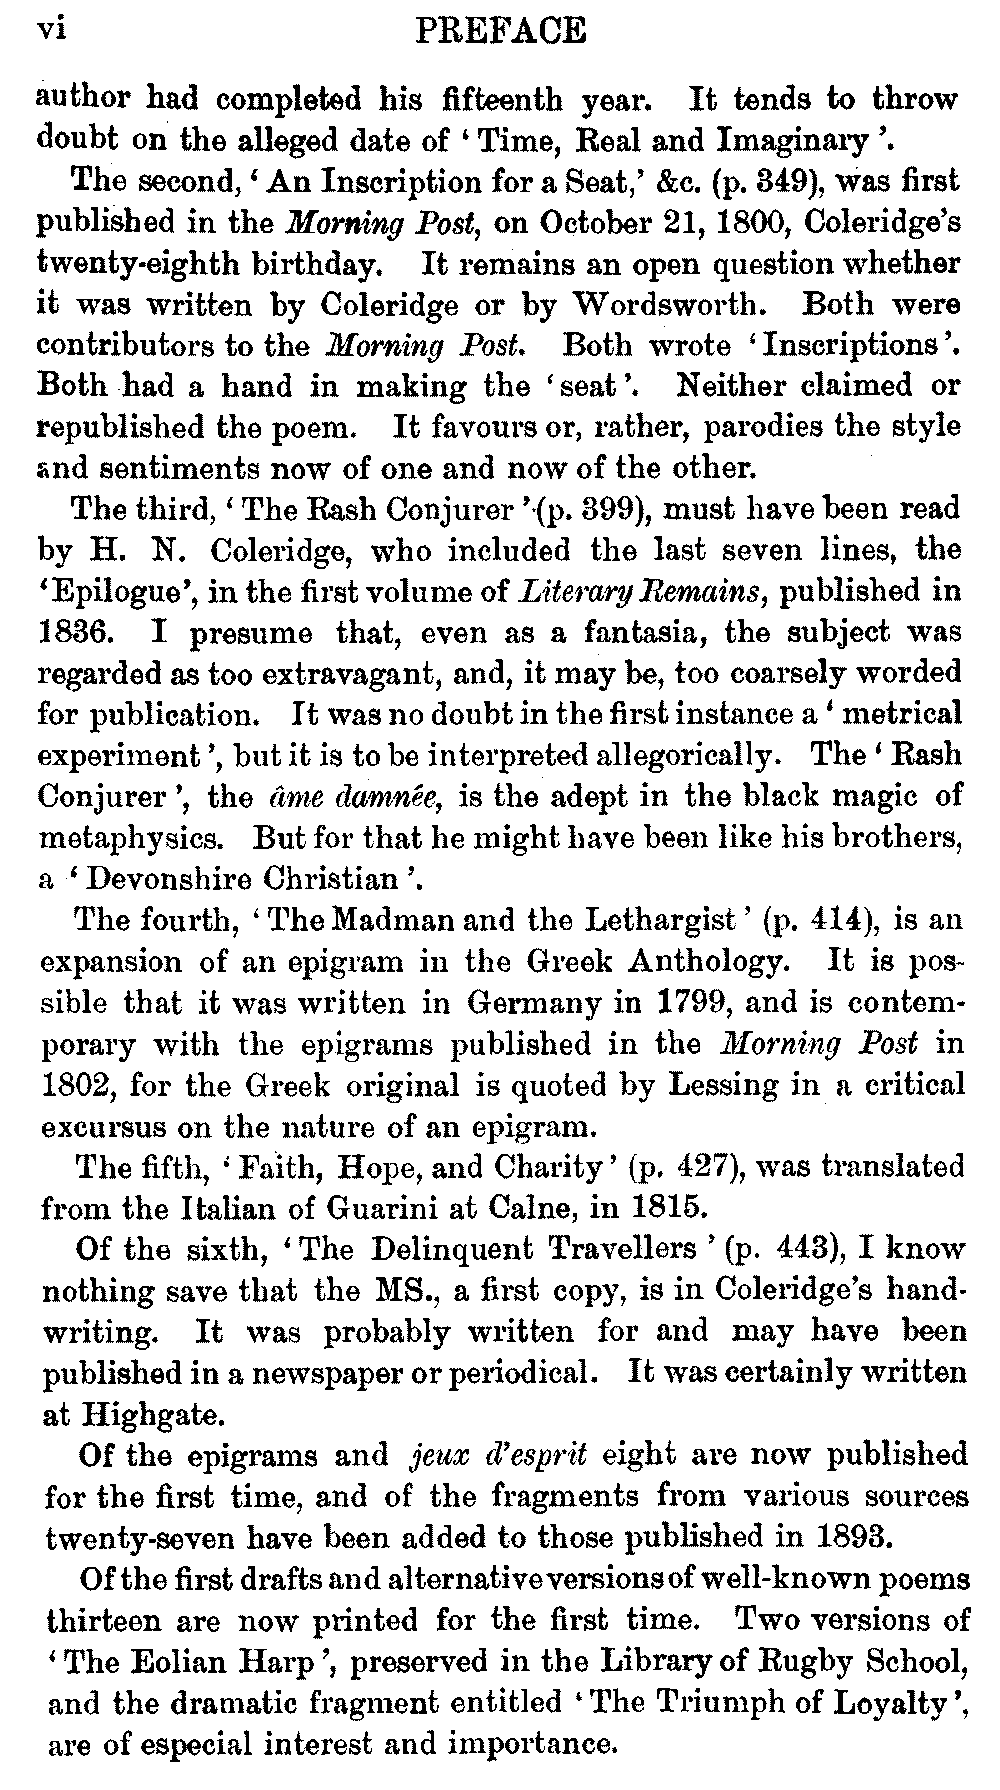 vi PREFACE
author had completed his fifteenth year. It tends to throw
doubt on the alleged date of ‘ Time, Real and Imaginary ’.
The second, ‘ An Inscription for a Seat,’ &c. (p. 349), was first
published in the Morning Post, on October 21, 1800, Coleridge’s
twenty-eighth birthday. It remains an open question whether
it was written by Coleridge or by Wordsworth. Both were
contributors to the Morning Post. Both wrote ‘ Inscriptions ’.
Both had a hand in making the ‘ seat ’. Neither claimed or
republished the poem. It favours or, rather, parodies the style
and sentiments now of one and now of the other.
The third, ‘ The Rash Conjurer ’ (p. 399), must have been read
by H. N. Coleridge, who included the last seven lines, the
‘Epilogue’, in the first volume of Literary Remains, published in
1836. I presume that, even as a fantasia, the subject was
regarded as too extravagant, and, it may be, too coarsely worded
for publication. It was no doubt in the first instance a ‘ metrical
experiment ’, but it is to be interpreted allegorically. The ‘ Rash
Conjurer ’, the âme damnée, is the adept in the black magic of
metaphysics. But for that he might have been like his brothers,
a ‘ Devonshire Christian ’.
The fourth, ‘ The Madman and the Lethargist ’ (p. 414), is an
expansion of an epigram in the Greek Anthology. It is pos-
sible that it was written in Germany in 1799, and is contem-
porary with the epigrams published in the Morning Post in
1802, for the Greek original is quoted by Lessing in a critical
excursus on the nature of an epigram.
The fifth, ‘ Faith, Hope, and Charity ’ (p. 427), was translated
from the Italian of Guarini at Calne, in 1815.
Of the sixth, ‘ The Delinquent Travellers ’ (p. 443), I know
nothing save that the MS., a first copy, is in Coleridge’s hand-
writing. It was probably written for and may have been
published in a newspaper or periodical. It was certainly written
at Highgate.
Of the epigrams and jeux d’esprit eight are now published
for the first time, and of the fragments from various sources
twenty-seven have been added to those published in 1893.
Of the first drafts and alternative versions of well-known poems
thirteen are now printed for the first time. Two versions of
‘ The Eolian Harp ’, preserved in the Library of Rugby School,
and the dramatic fragment entitled ‘ The Triumph of Loyalty ’,
are of especial interest and importance.